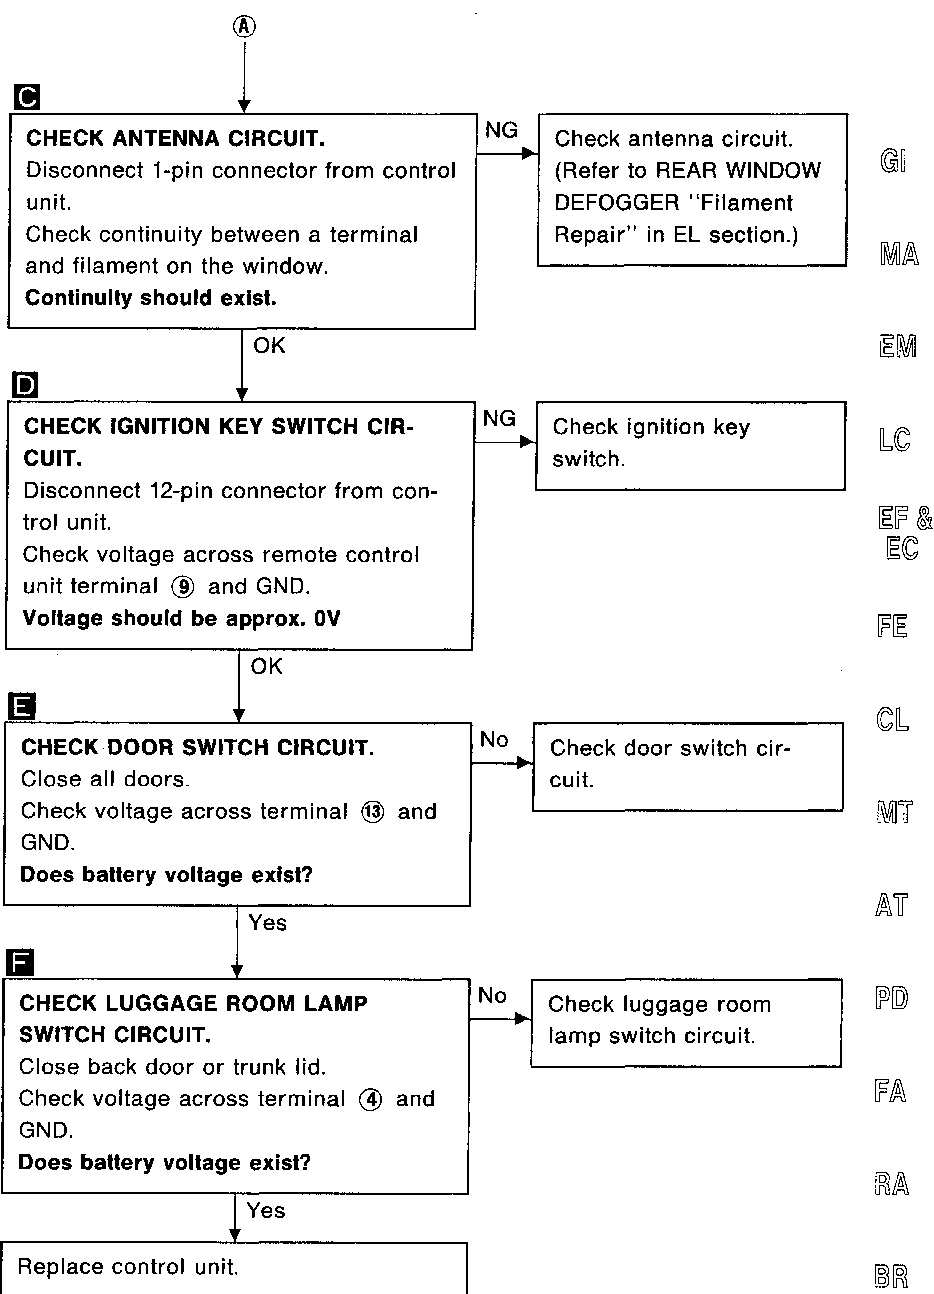 A
C
CHECK ANTENNA CIRCUIT.
Disconnect 1-pin connector from control
unit.
Check continuity between a terminal
and filament on the window.
Continuity should exist.
NG
Check antenna circuit.
(Refer to REAR WINDOW
DEFOGGER "Filament
Repair" in EL section.)
OK
D
CHECK IGNITION KEY SWITCH CIR-
CUIT.
Disconnect 12-pin connector from con-
trol unit.
Check voltage across remote control
unit terminal ⑨ and GND.
Voltage should be approx. 0V
NG
Check ignition key
switch.
OK
E
CHECK DOOR SWITCH CIRCUIT.
Close all doors.
Check voltage across terminal ⑬ and
GND.
Does battery voltage exist?
No
Check door switch cir-
cuit.
Yes
F
CHECK LUGGAGE ROOM LAMP
SWITCH CIRCUIT.
Close back door or trunk lid.
Check voltage across terminal ④ and
GND.
Does battery voltage exist?
No
Check luggage room
lamp switch circuit.
Yes
Replace control unit.
GI
MA
EM
LC
EF &
EC
FE
CL
MT
AT
PD
FA
RA
BR